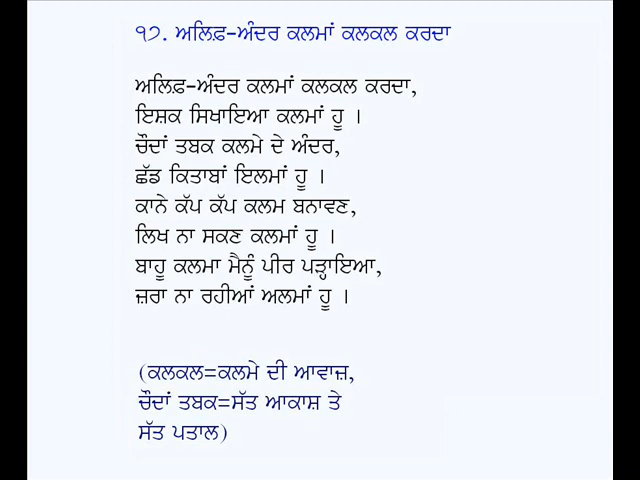 ੧੭. ਅਲਿਫ਼-ਅੰਦਰ ਕਲਮਾਂ ਕਲਕਲ ਕਰਦਾ
ਅਲਿਫ਼-ਅੰਦਰ ਕਲਮਾਂ ਕਲਕਲ ਕਰਦਾ,
ਇਸ਼ਕ ਸਿਖਾਇਆ ਕਲਮਾਂ ਹੂ ।
ਚੌਦਾਂ ਤਬਕ ਕਲਮੇ ਦੇ ਅੰਦਰ,
ਛੱਡ ਕਿਤਾਬਾਂ ਇਲਮਾਂ ਹੂ ।
ਕਾਨੇ ਕੱਪ ਕੱਪ ਕਲਮ ਬਨਾਵਣ,
ਲਿਖ ਨਾ ਸਕਣ ਕਲਮਾਂ ਹੂ ।
ਬਾਹੂ ਕਲਮਾ ਮੈਨੂੰ ਪੀਰ ਪੜ੍ਹਾਇਆ,
ਜ਼ਰਾ ਨਾ ਰਹੀਆਂ ਅਲਮਾਂ ਹੂ ।
(ਕਲਕਲ=ਕਲਮੇ ਦੀ ਆਵਾਜ਼,
ਚੌਦਾਂ ਤਬਕ=ਸੱਤ ਆਕਾਸ਼ ਤੇ
ਸੱਤ ਪਤਾਲ)